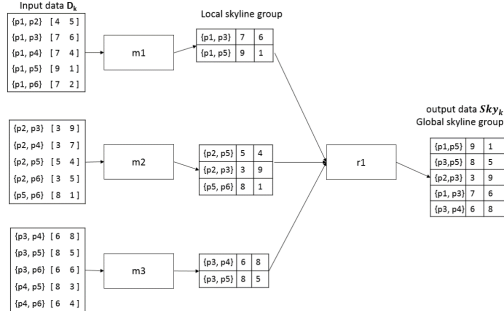 Input data D_k
{p1, p2} [ 4 5 ]
{p1, p3} [ 7 6 ]
{p1, p4} [ 7 4 ]
{p1, p5} [ 9 1 ]
{p1, p6} [ 7 2 ]
m1
Local skyline group
{p1, p3} 7 6
{p1, p5} 9 1
{p2, p3} [ 3 9 ]
{p2, p4} [ 3 7 ]
{p2, p5} [ 5 4 ]
{p2, p6} [ 3 5 ]
{p5, p6} [ 8 1 ]
m2
{p2, p5} 5 4
{p2, p3} 3 9
{p5, p6} 8 1
{p3, p4} [ 6 8 ]
{p3, p5} [ 8 5 ]
{p3, p6} [ 6 6 ]
{p4, p5} [ 8 3 ]
{p4, p6} [ 6 4 ]
m3
{p3, p4} 6 8
{p3, p5} 8 5
r1
output data Sky_k
Global skyline group
{p1,p5} 9 1
{p3,p5} 8 5
{p2,p3} 3 9
{p1, p3} 7 6
{p3, p4} 6 8